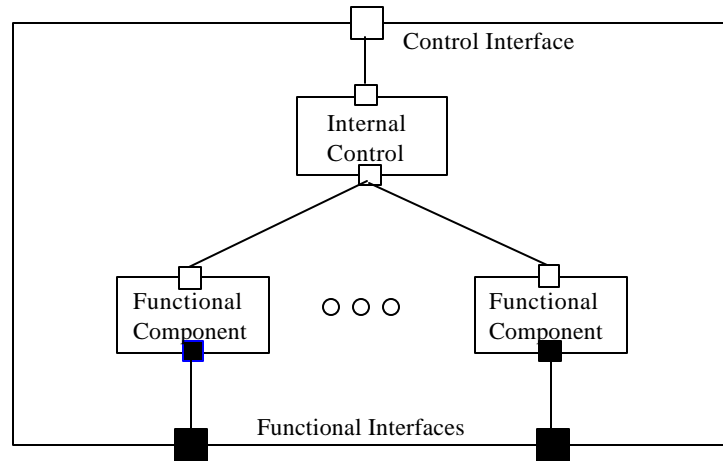 Control Interface
Internal
Control
Functional
Component
Functional
Component
Functional Interfaces